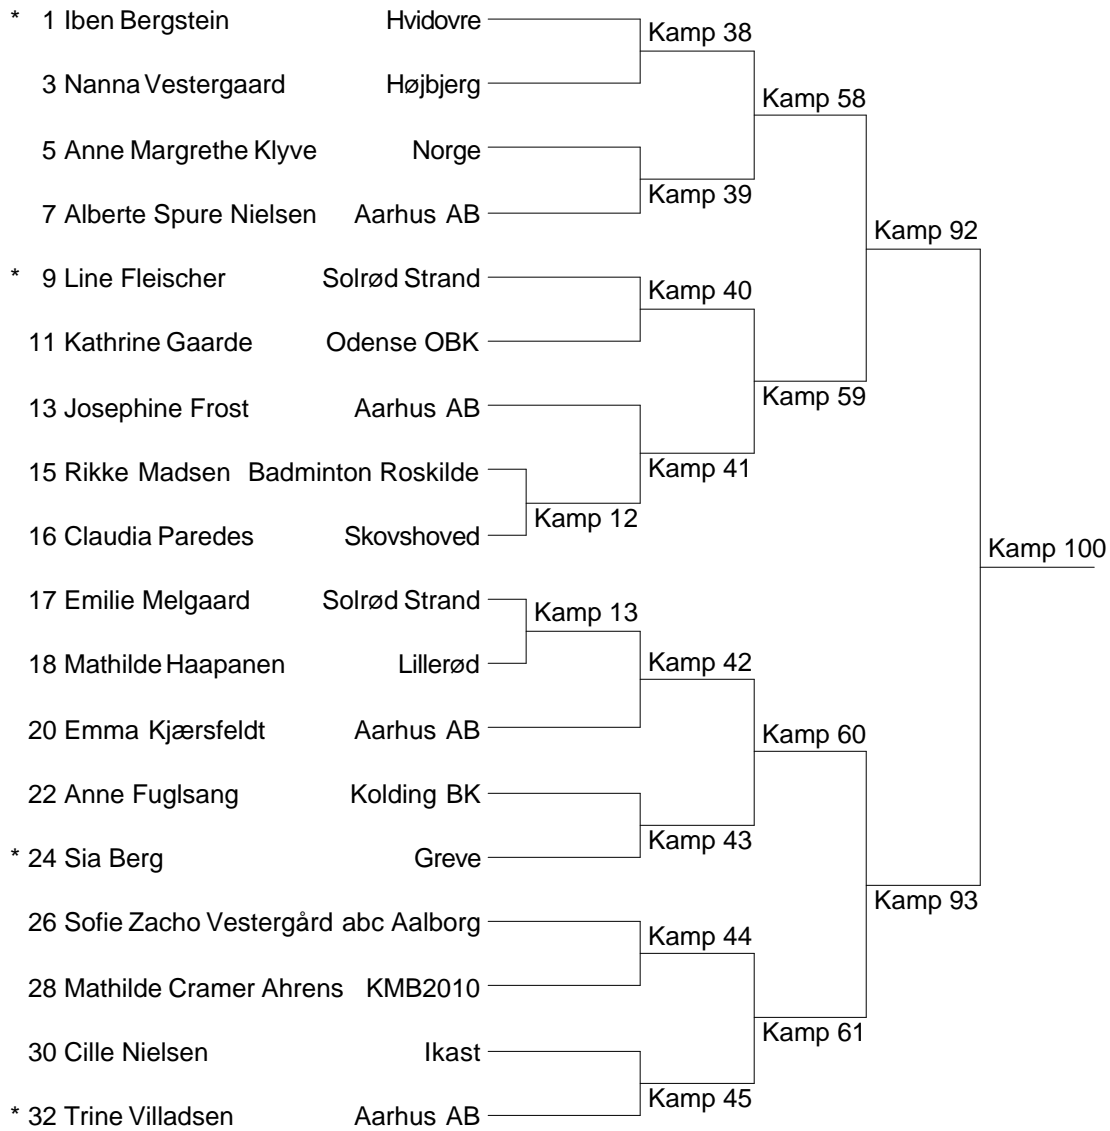 * 1 Iben Bergstein Hvidovre
Kamp 38
3 Nanna Vestergaard Højbjerg
Kamp 58
5 Anne Margrethe Klyve Norge
Kamp 39
7 Alberte Spure Nielsen Aarhus AB
Kamp 92
* 9 Line Fleischer Solrød Strand
Kamp 40
11 Kathrine Gaarde Odense OBK
Kamp 59
13 Josephine Frost Aarhus AB
Kamp 41
15 Rikke Madsen Badminton Roskilde
Kamp 12
16 Claudia Paredes Skovshoved
Kamp 100
17 Emilie Melgaard Solrød Strand
Kamp 13
18 Mathilde Haapanen Lillerød
Kamp 42
20 Emma Kjærsfeldt Aarhus AB
Kamp 60
22 Anne Fuglsang Kolding BK
Kamp 43
* 24 Sia Berg Greve
Kamp 93
26 Sofie Zacho Vestergård abc Aalborg
Kamp 44
28 Mathilde Cramer Ahrens KMB2010
Kamp 61
30 Cille Nielsen Ikast
Kamp 45
* 32 Trine Villadsen Aarhus AB